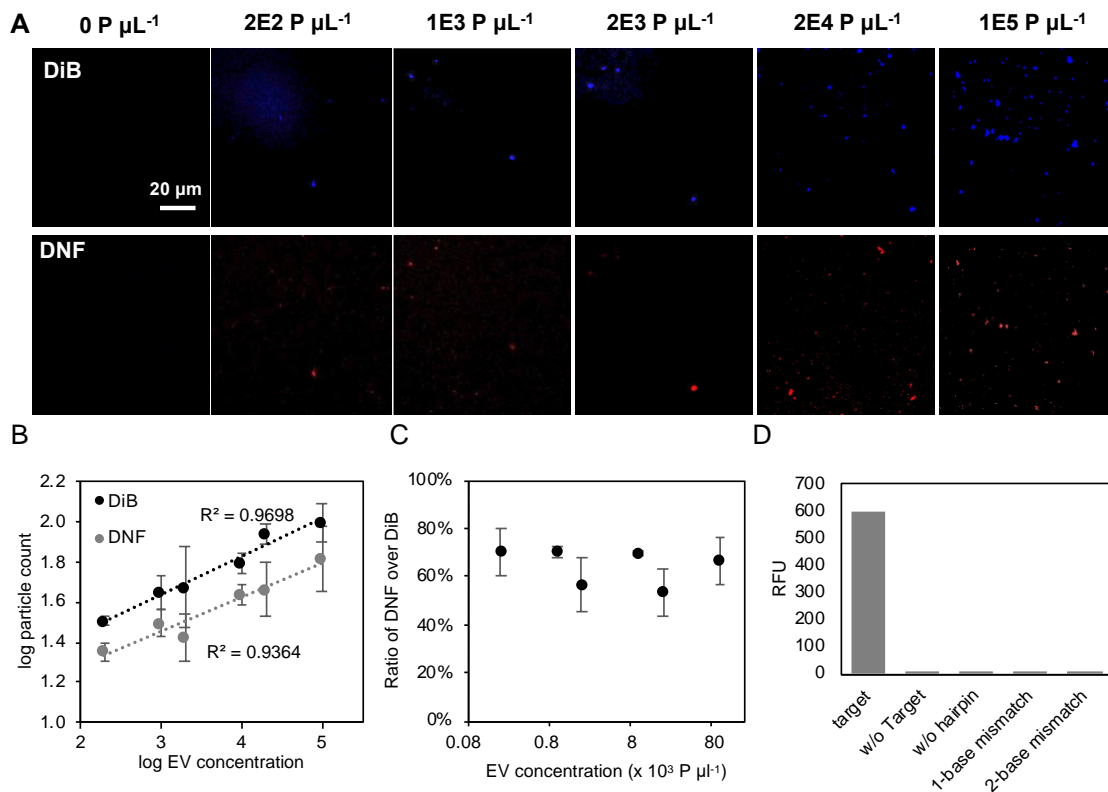 A 0 P µL-1 2E2 P µL-1 1E3 P µL-1 2E3 P µL-1 2E4 P µL-1 1E5 P µL-1
DiB
20 µm
DNF
B C D
2.2
2.0
1.8
1.6
1.4
1.2
1.0
2 3 4 5
log particle count
log EV concentration
DiB
DNF
R² = 0.9698
R² = 0.9364
100%
80%
60%
40%
20%
0%
0.08 0.8 8 80
Ratio of DNF over DiB
EV concentration (x 10³ P µl-1)
700
600
500
400
300
200
100
0
RFU
target
w/o Target
w/o hairpin
1-base mismatch
2-base mismatch